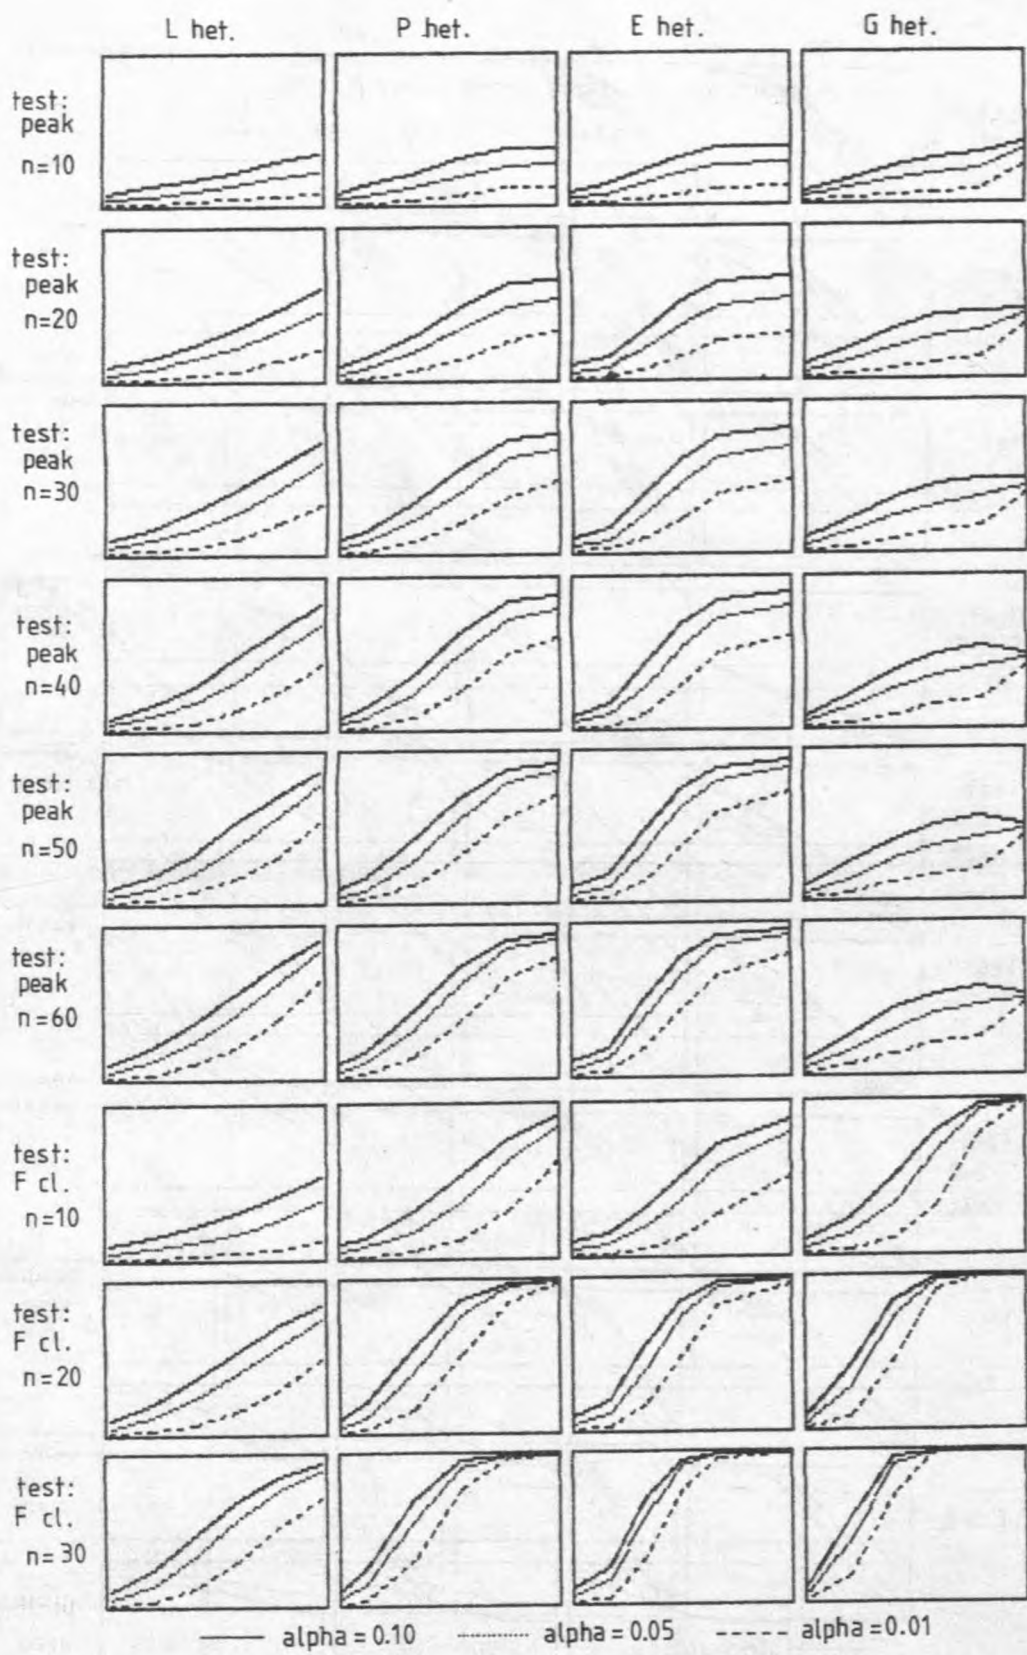 L het. P het. E het. G het.
test:
peak
n=10
test:
peak
n=20
test:
peak
n=30
test:
peak
n=40
test:
peak
n=50
test:
peak
n=60
test:
F cl.
n=10
test:
F cl.
n=20
test:
F cl.
n=30
alpha=0.10 alpha=0.05 alpha=0.01